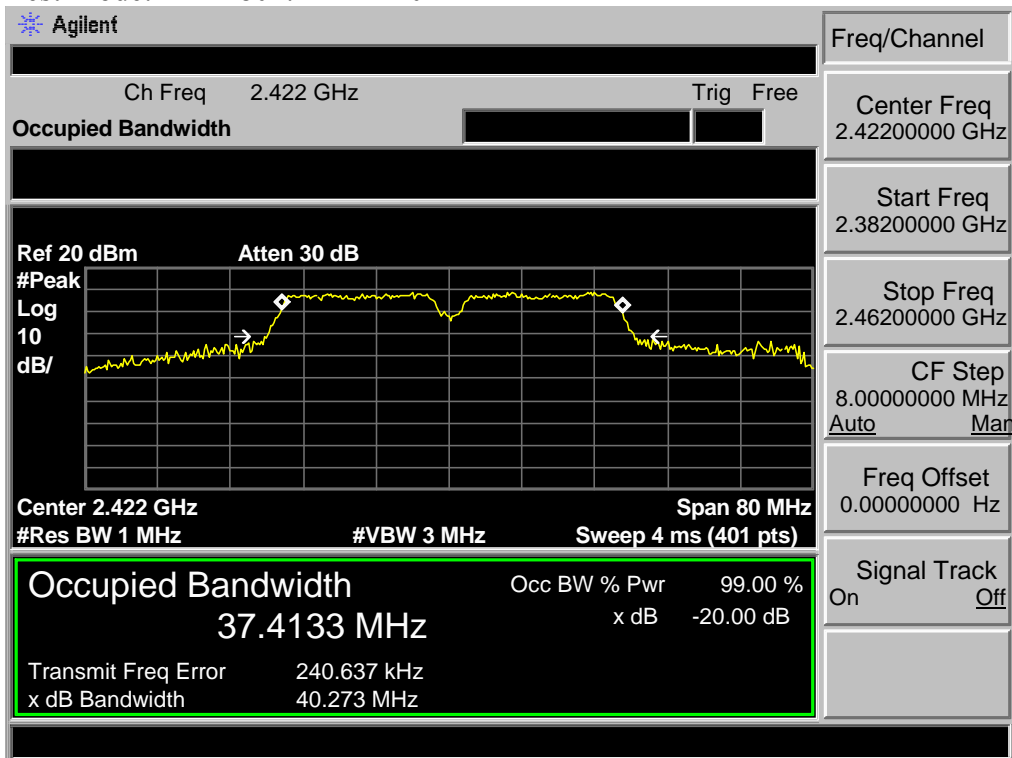 Agilent
Freq/Channel
Ch Freq 2.422 GHz Trig Free
Occupied Bandwidth
Center Freq
2.42200000 GHz
Start Freq
2.38200000 GHz
Stop Freq
2.46200000 GHz
CF Step
8.00000000 MHz
Auto Man
Freq Offset
0.00000000 Hz
Signal Track
On Off
Ref 20 dBm Atten 30 dB
#Peak
Log
10
dB/
Center 2.422 GHz Span 80 MHz
#Res BW 1 MHz #VBW 3 MHz Sweep 4 ms (401 pts)
Occupied Bandwidth Occ BW % Pwr 99.00 %
37.4133 MHz x dB -20.00 dB
Transmit Freq Error 240.637 kHz
x dB Bandwidth 40.273 MHz